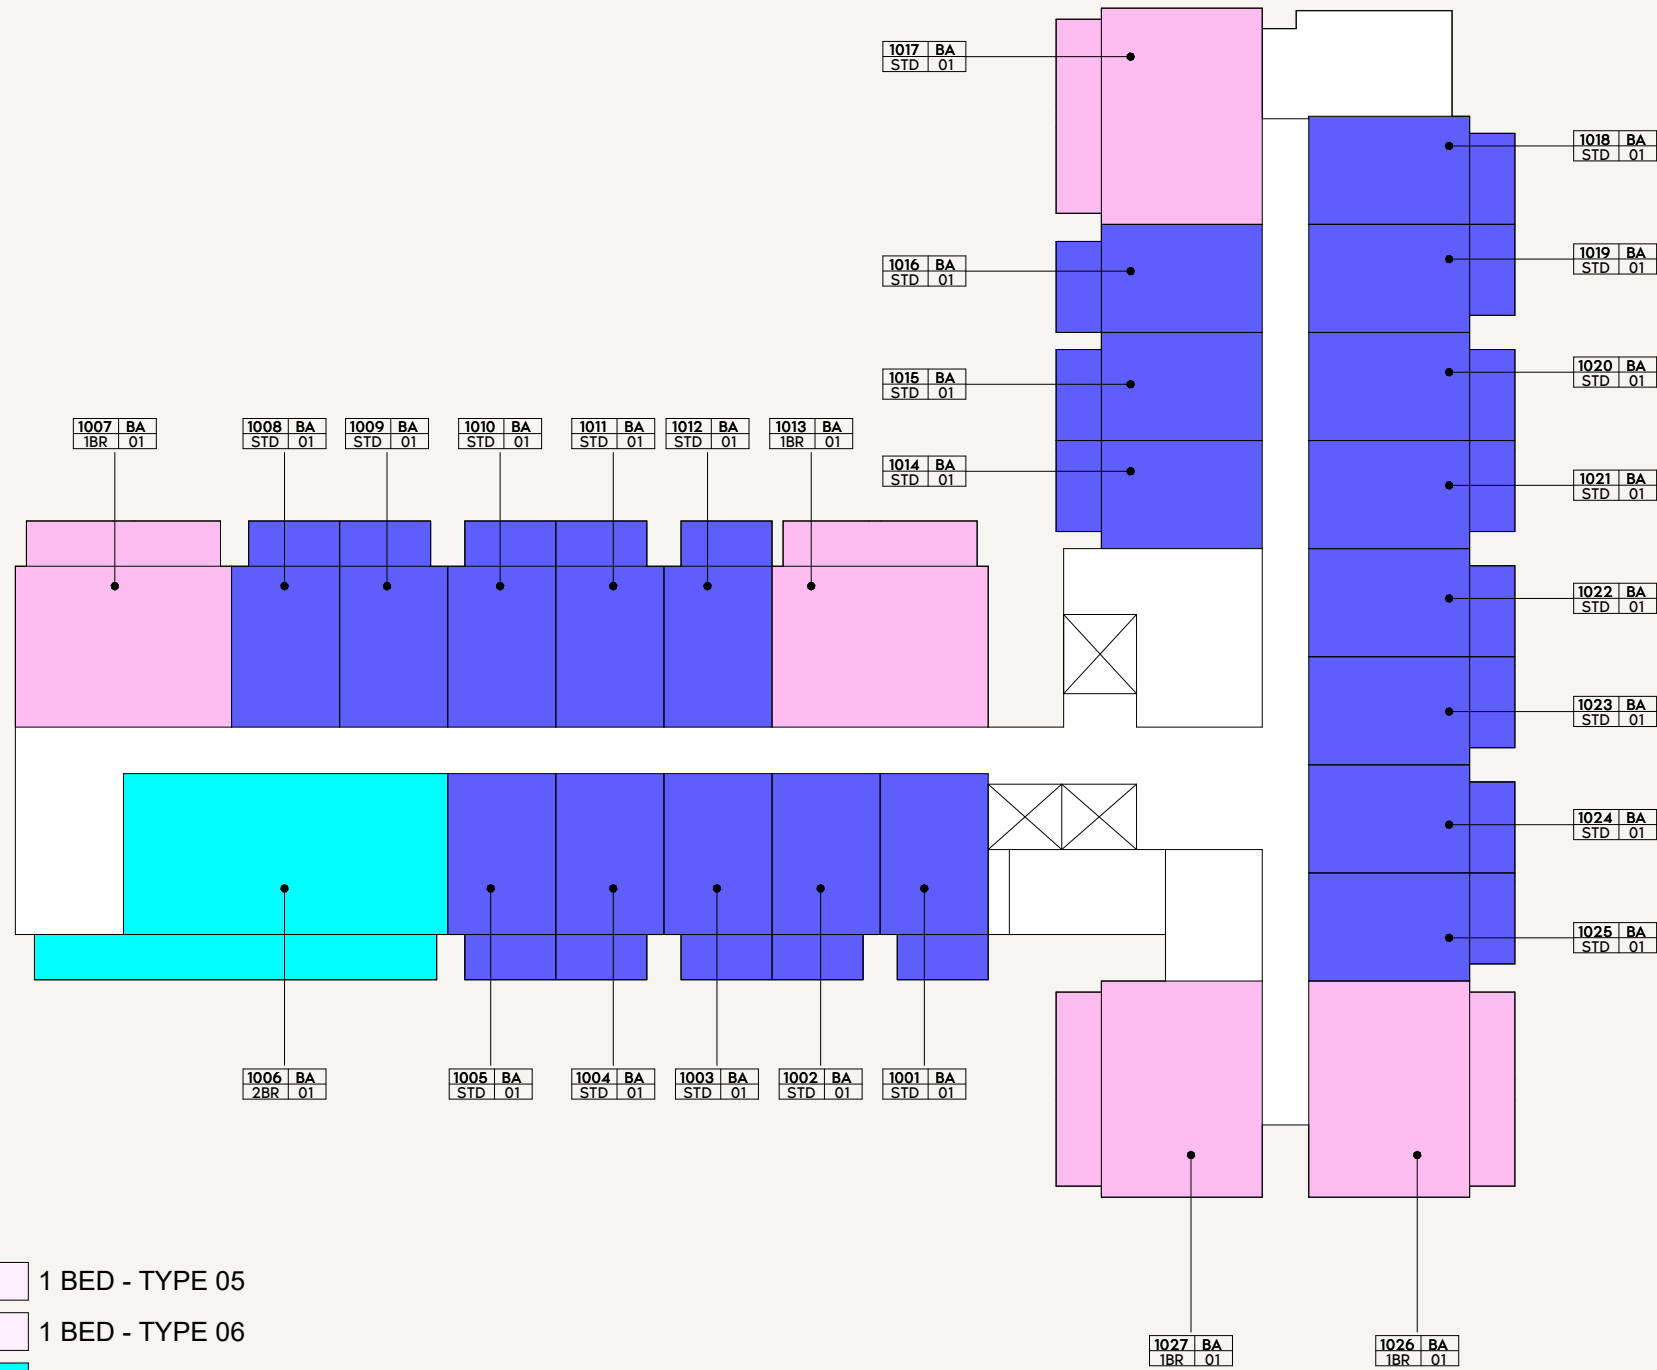 1017 BA
STD 01
1018 BA
STD 01
1016 BA
STD 01
1019 BA
STD 01
1015 BA
STD 01
1020 BA
STD 01
1007 BA
1BR 01
1008 BA
STD 01
1009 BA
STD 01
1010 BA
STD 01
1011 BA
STD 01
1012 BA
STD 01
1013 BA
1BR 01
1014 BA
STD 01
1021 BA
STD 01
1022 BA
STD 01
1023 BA
STD 01
1024 BA
STD 01
1025 BA
STD 01
1006 BA
2BR 01
1005 BA
STD 01
1004 BA
STD 01
1003 BA
STD 01
1002 BA
STD 01
1001 BA
STD 01
1 BED - TYPE 05
1 BED - TYPE 06
1027 BA
1BR 01
1026 BA
1BR 01